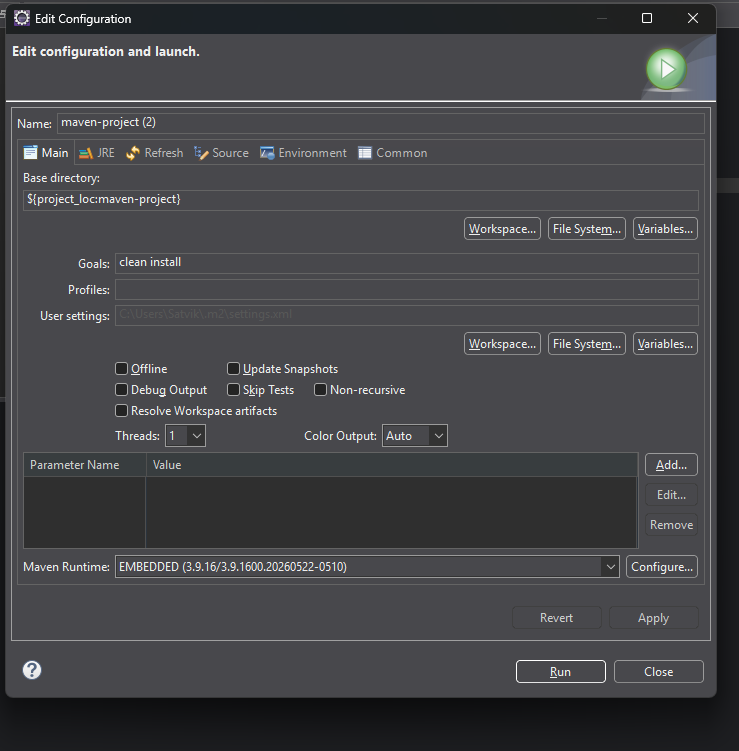 Edit Configuration
Edit configuration and launch.
Name: maven-project (2)
Main JRE Refresh Source Environment Common
Base directory:
${project_loc:maven-project}
Workspace... File System... Variables...
Goals: clean install
Profiles:
User settings: C:\Users\Satvik\.m2\settings.xml
Workspace... File System... Variables...
Offline Update Snapshots
Debug Output Skip Tests Non-recursive
Resolve Workspace artifacts
Threads: 1 Color Output: Auto
Parameter Name Value Add...
Edit...
Remove
Maven Runtime: EMBEDDED (3.9.16/3.9.1600.20260522-0510) Configure...
Revert Apply
? Run Close